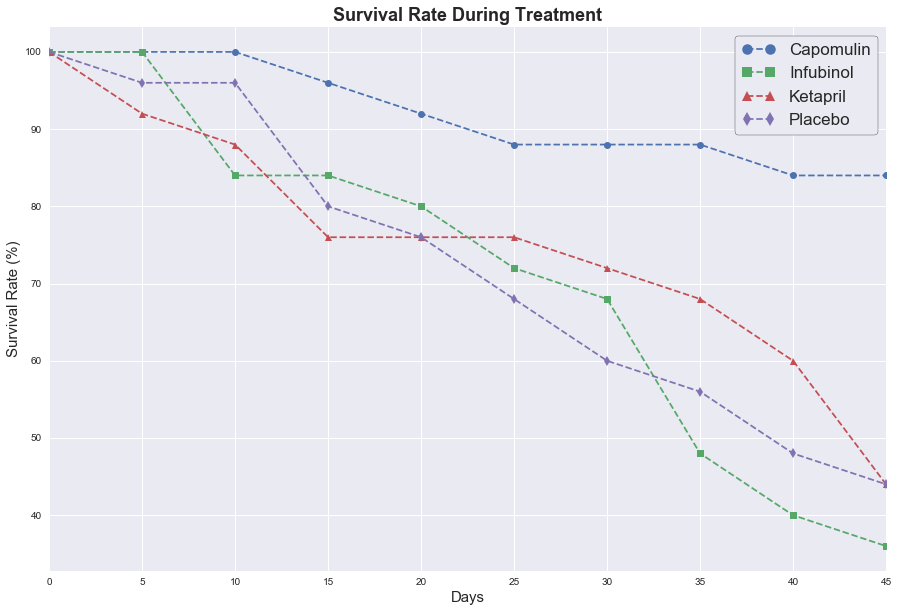 Survival Rate During Treatment
Capomulin
Infubinol
Ketapril
Placebo
Survival Rate (%)
100
90
80
70
60
50
40
0 5 10 15 20 25 30 35 40 45
Days